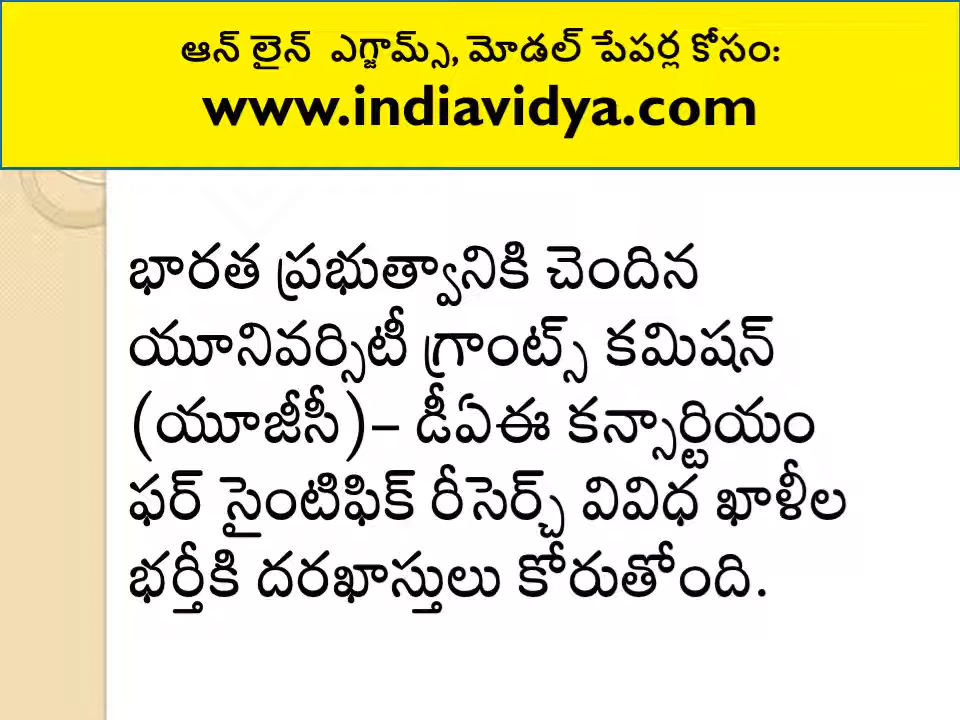 ఆన్ లైన్ ఎగ్జామ్స్, మోడల్ పేపర్ల కోసం:
www.indiavidya.com
భారత ప్రభుత్వానికి చెందిన
యూనివర్సిటీ గ్రాంట్స్ కమిషన్
(యూజీసీ)– డీఏఈ కన్సార్టియం
ఫర్ సైంటిఫిక్ రీసెర్చ్ వివిధ ఖాళీల
భర్తీకి దరఖాస్తులు కోరుతోంది.